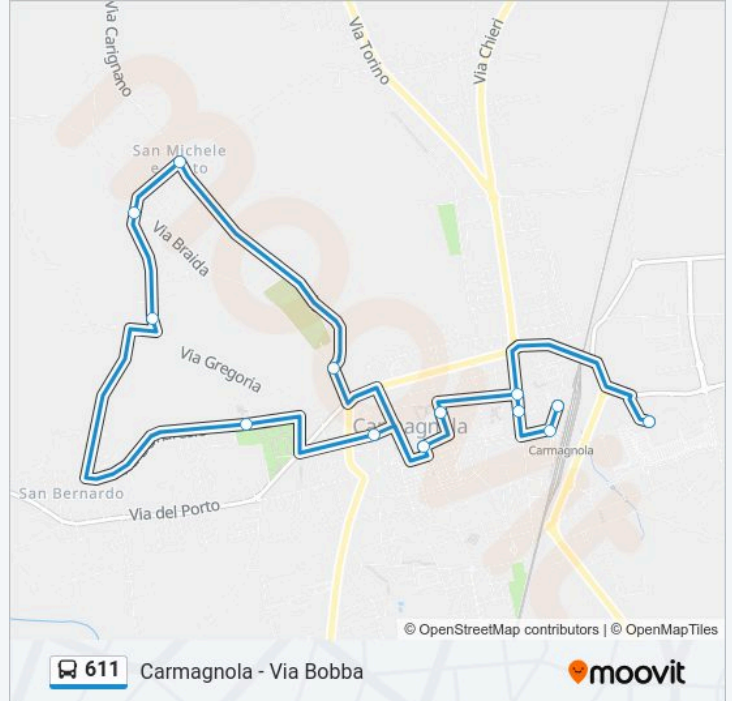 Via Carignano
Via Torino
Via Chieri
San Michele
Via Braida
Via Gregoria
Carmagnola
Carmagnola
San Bernardo
Via del Porto
© OpenStreetMap contributors | © OpenMapTiles
611 Carmagnola - Via Bobba
moovit